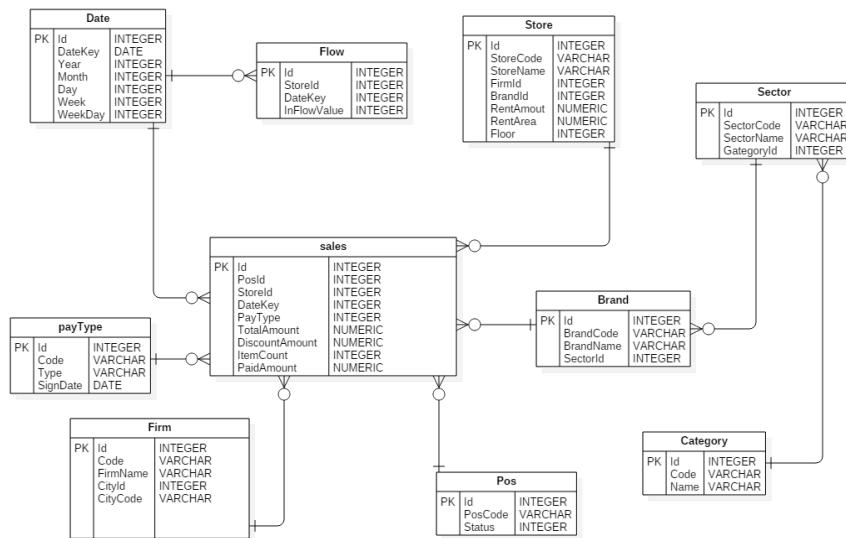 Date
PK Id INTEGER
DateKey DATE
Year INTEGER
Month INTEGER
Day INTEGER
Week INTEGER
WeekDay INTEGER
Flow
PK Id INTEGER
StoreId INTEGER
DateKey INTEGER
InFlowValue INTEGER
Store
PK Id INTEGER
StoreCode VARCHAR
StoreName VARCHAR
FirmId INTEGER
BrandId INTEGER
RentAmout NUMERIC
RentArea NUMERIC
Floor INTEGER
Sector
PK Id INTEGER
SectorCode VARCHAR
SectorName VARCHAR
GategoryId INTEGER
sales
PK Id INTEGER
PosId INTEGER
StoreId INTEGER
DateKey INTEGER
PayType INTEGER
TotalAmount NUMERIC
DiscountAmount NUMERIC
ItemCount INTEGER
PaidAmount NUMERIC
Brand
PK Id INTEGER
BrandCode VARCHAR
BrandName VARCHAR
SectorId INTEGER
payType
PK Id INTEGER
Code VARCHAR
Type VARCHAR
SignDate DATE
Firm
PK Id INTEGER
Code VARCHAR
FirmName VARCHAR
CityId INTEGER
CityCode VARCHAR
Pos
PK Id INTEGER
PosCode VARCHAR
Status INTEGER
Category
PK Id INTEGER
Code VARCHAR
Name VARCHAR